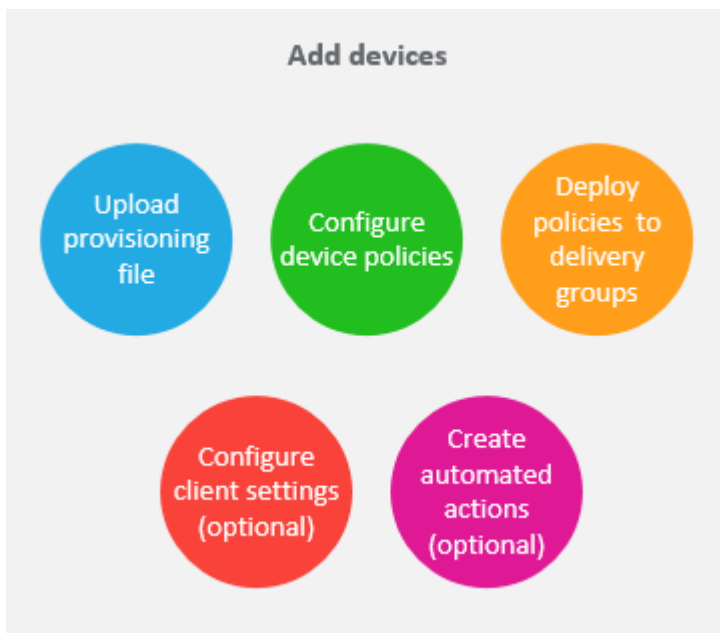 Add devices
Upload
provisioning
file
Configure
device policies
Deploy
policies to
delivery
groups
Configure
client settings
(optional)
Create
automated
actions
(optional)